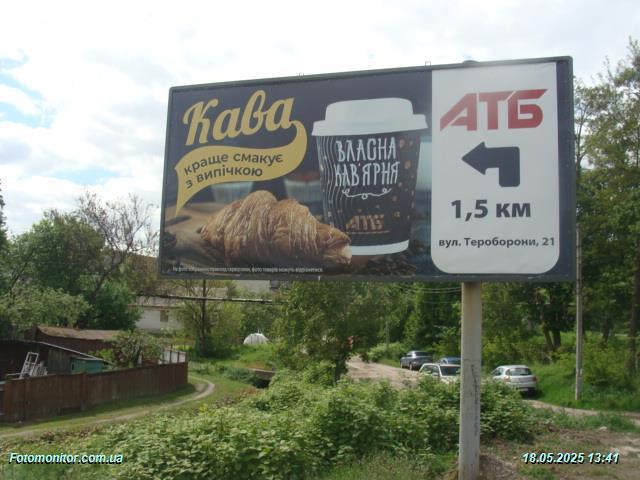 Кава
краще смакує
з випічкою
ВЛАСНА
КАВ'ЯРНЯ
АТБ
АТБ
1,5 км
вул. Тероборони, 21
Fotomonitor.com.ua
18.05.2025 13:41